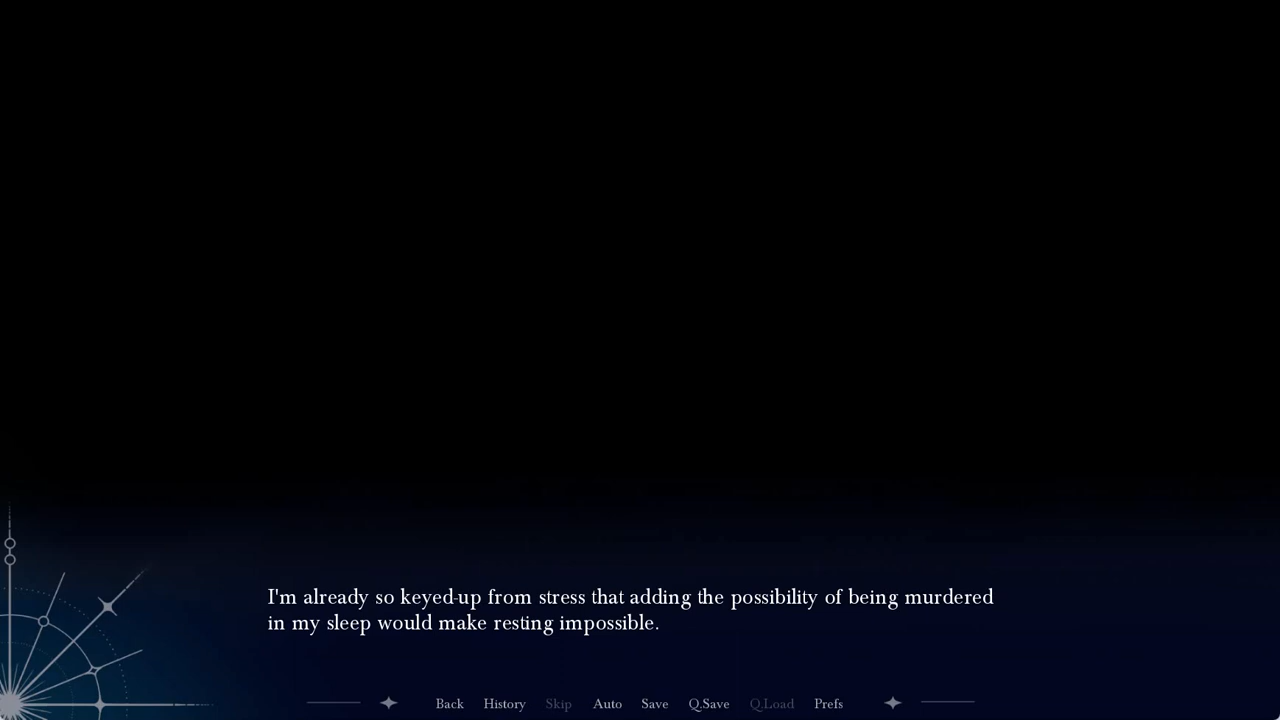 I'm already so keyed-up from stress that adding the possibility of being murdered
in my sleep would make resting impossible.
Back History Skip Auto Save Q.Save Q.Load Prefs